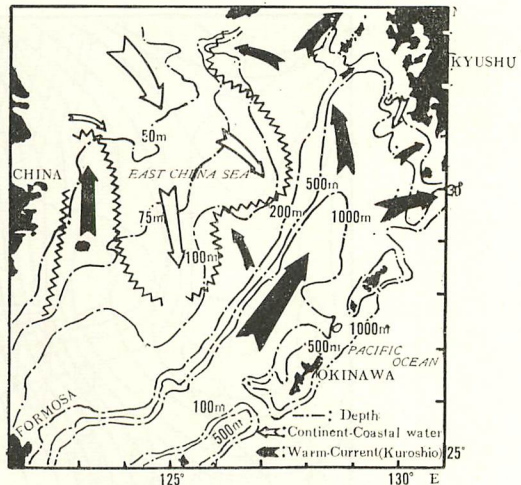 N
KYUSHU
50m
CHINA
EAST CHINA SEA
30°
500m
75m
200m
1000m
100m
1000m
500m
PACIFIC
OCEAN
OKINAWA
FORMOSA
100m
500m
: Depth
: Continent-Coastal water
: Warm-Current(Kuroshio)
25°
125°
130°
E